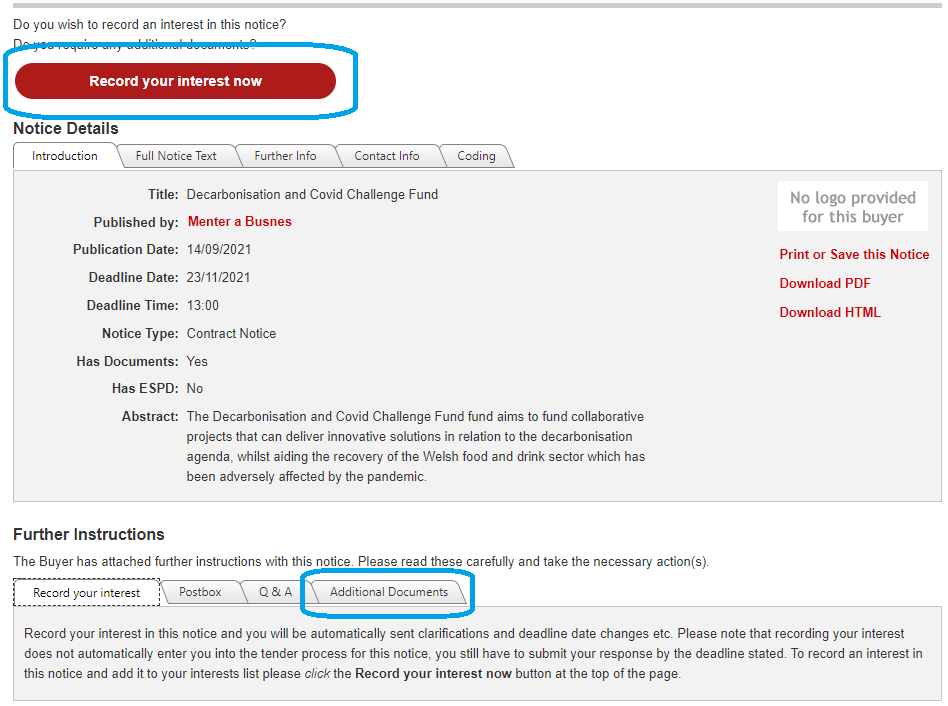 Do you wish to record an interest in this notice?
Do you require any additional documents?
Record your interest now
Notice Details
Introduction
Full Notice Text
Further Info
Contact Info
Coding
Title: Decarbonisation and Covid Challenge Fund
Published by: Menter a Busnes
Publication Date: 14/09/2021
Deadline Date: 23/11/2021
Deadline Time: 13:00
Notice Type: Contract Notice
Has Documents: Yes
Has ESPD: No
Abstract: The Decarbonisation and Covid Challenge Fund fund aims to fund collaborative
projects that can deliver innovative solutions in relation to the decarbonisation
agenda, whilst aiding the recovery of the Welsh food and drink sector which has
been adversely affected by the pandemic.
No logo provided
for this buyer
Print or Save this Notice
Download PDF
Download HTML
Further Instructions
The Buyer has attached further instructions with this notice. Please read these carefully and take the necessary action(s).
Record your interest
Postbox
Q & A
Additional Documents
Record your interest in this notice and you will be automatically sent clarifications and deadline date changes etc. Please note that recording your interest
does not automatically enter you into the tender process for this notice, you still have to submit your response by the deadline stated. To record an interest in
this notice and add it to your interests list please click the Record your interest now button at the top of the page.